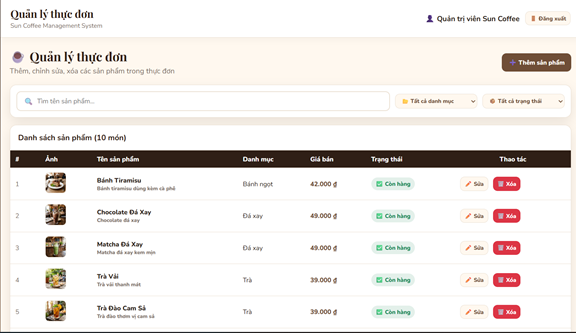 Quản lý thực đơn
Sun Coffee Management System
Quản trị viên Sun Coffee
Đăng xuất
Quản lý thực đơn
Thêm, chỉnh sửa, xóa các sản phẩm trong thực đơn
Thêm sản phẩm
Tìm tên sản phẩm...
Tất cả danh mục
Tất cả trạng thái
Danh sách sản phẩm (10 món)
# Ảnh Tên sản phẩm Danh mục Giá bán Trạng thái Thao tác
1 Bánh Tiramisu Bánh ngọt 42.000 ₫ Còn hàng Sửa Xóa
Bánh tiramisu dùng kèm cà phê
2 Chocolate Đá Xay Đá xay 49.000 ₫ Còn hàng Sửa Xóa
Chocolate đá xay
3 Matcha Đá Xay Đá xay 49.000 ₫ Còn hàng Sửa Xóa
Matcha đá xay kem mịn
4 Trà Vải Trà 39.000 ₫ Còn hàng Sửa Xóa
Trà vải thanh mát
5 Trà Đào Cam Sả Trà 39.000 ₫ Còn hàng Sửa Xóa
Trà đào thơm vị cam sả